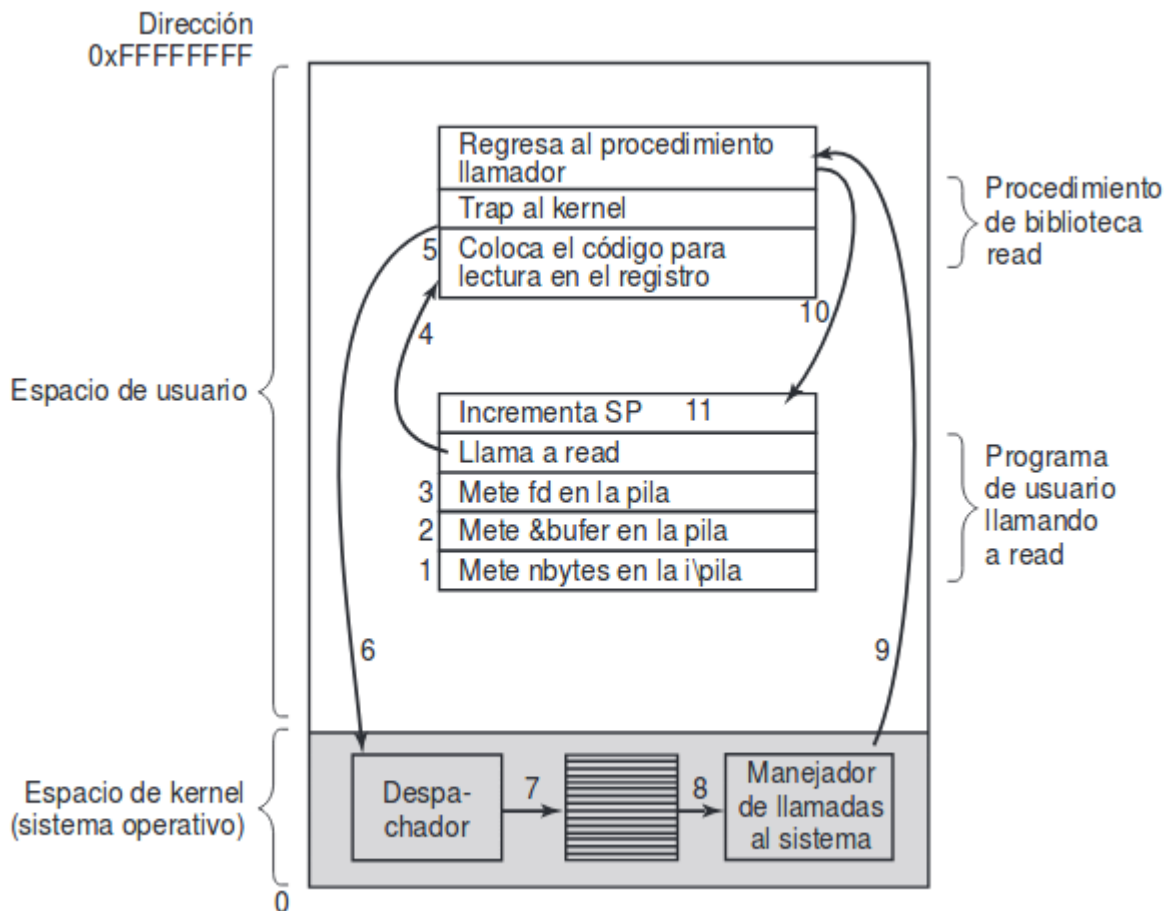 Dirección
0xFFFFFFFF
Regresa al procedimiento
llamador
Trap al kernel
5
Coloca el código para
lectura en el registro
Procedimiento
de biblioteca
read
4
10
Espacio de usuario
Incrementa SP
11
Llama a read
3
Mete fd en la pila
2
Mete &bufer en la pila
1
Mete nbytes en la i\pila
Programa
de usuario
llamando
a read
6
9
Espacio de kernel
(sistema operativo)
Despa-
chador
7
8
Manejador
de llamadas
al sistema
0